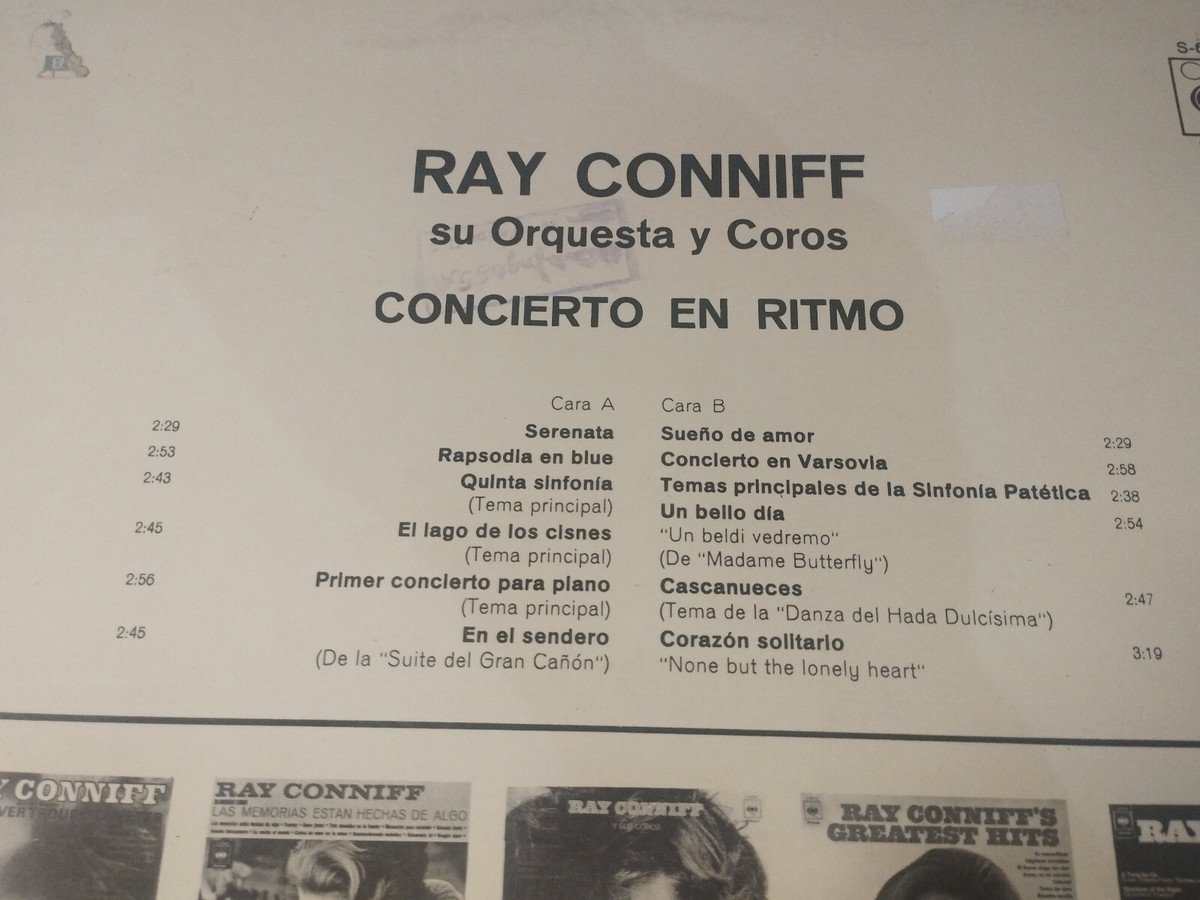 S-6
RAY CONNIFF
su Orquesta y Coros
CONCIERTO EN RITMO
Cara A
2:29 Serenata
2:53 Rapsodia en blue
2:43 Quinta sinfonía
(Tema principal)
2:45 El lago de los cisnes
(Tema principal)
2:56 Primer concierto para piano
(Tema principal)
2:45 En el sendero
(De la "Suite del Gran Cañón")
Cara B
Sueño de amor 2:29
Concierto en Varsovia 2:58
Temas principales de la Sinfonía Patética 2:38
Un bello día 2:54
"Un beldi vedremo"
(De "Madame Butterfly")
Cascanueces 2:47
(Tema de la "Danza del Hada Dulcísima")
Corazón solitario 3:19
"None but the lonely heart"
Y CONNIFF
RAY CONNIFF
LAS MEMORIAS ESTAN HECHAS DE ALGO
RAY CONNIFF
Y SUS COROS
RAY CONNIFF'S
GREATEST HITS
RAY